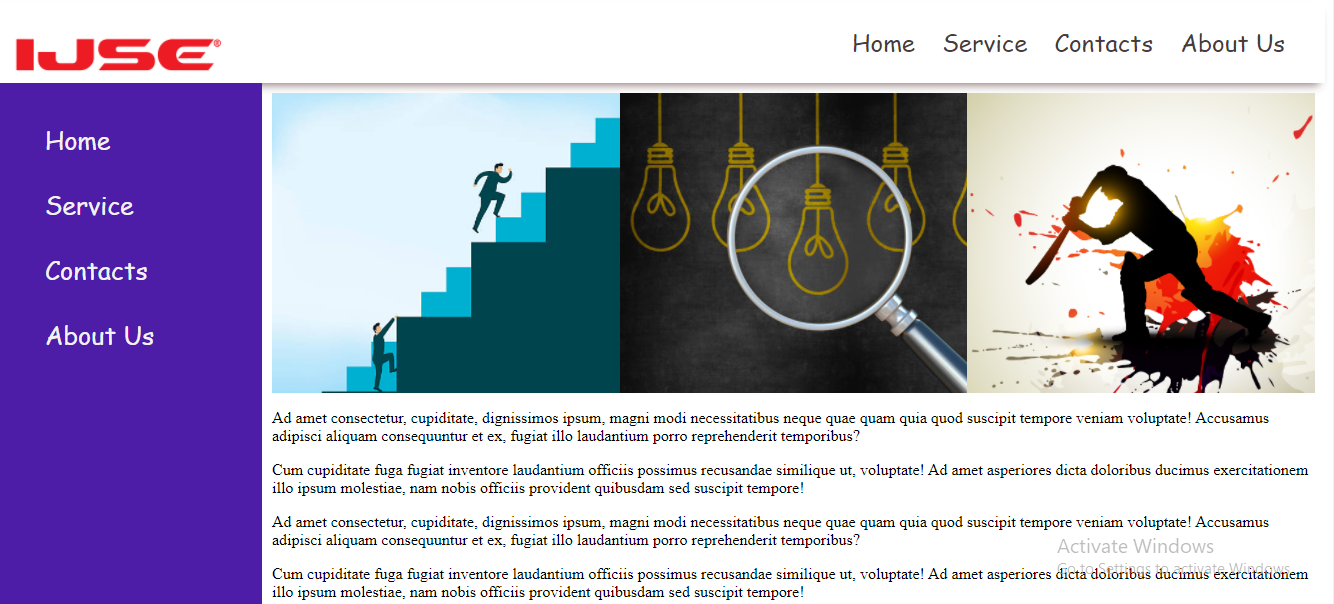 IJSE®
Home Service Contacts About Us
Home
Service
Contacts
About Us
Ad amet consectetur, cupiditate, dignissimos ipsum, magni modi necessitatibus neque quae quam quia quod suscipit tempore veniam voluptate! Accusamus
adipisci aliquam consequuntur et ex, fugiat illo laudantium porro reprehenderit temporibus?
Cum cupiditate fuga fugiat inventore laudantium officiis possimus recusandae similique ut, voluptate! Ad amet asperiores dicta doloribus ducimus exercitationem
illo ipsum molestiae, nam nobis officiis provident quibusdam sed suscipit tempore!
Ad amet consectetur, cupiditate, dignissimos ipsum, magni modi necessitatibus neque quae quam quia quod suscipit tempore veniam voluptate! Accusamus
adipisci aliquam consequuntur et ex, fugiat illo laudantium porro reprehenderit temporibus?
Activate Windows
Go to Settings to activate Windows.
Cum cupiditate fuga fugiat inventore laudantium officiis possimus recusandae similique ut, voluptate! Ad amet asperiores dicta doloribus ducimus exercitationem
illo ipsum molestiae, nam nobis officiis provident quibusdam sed suscipit tempore!